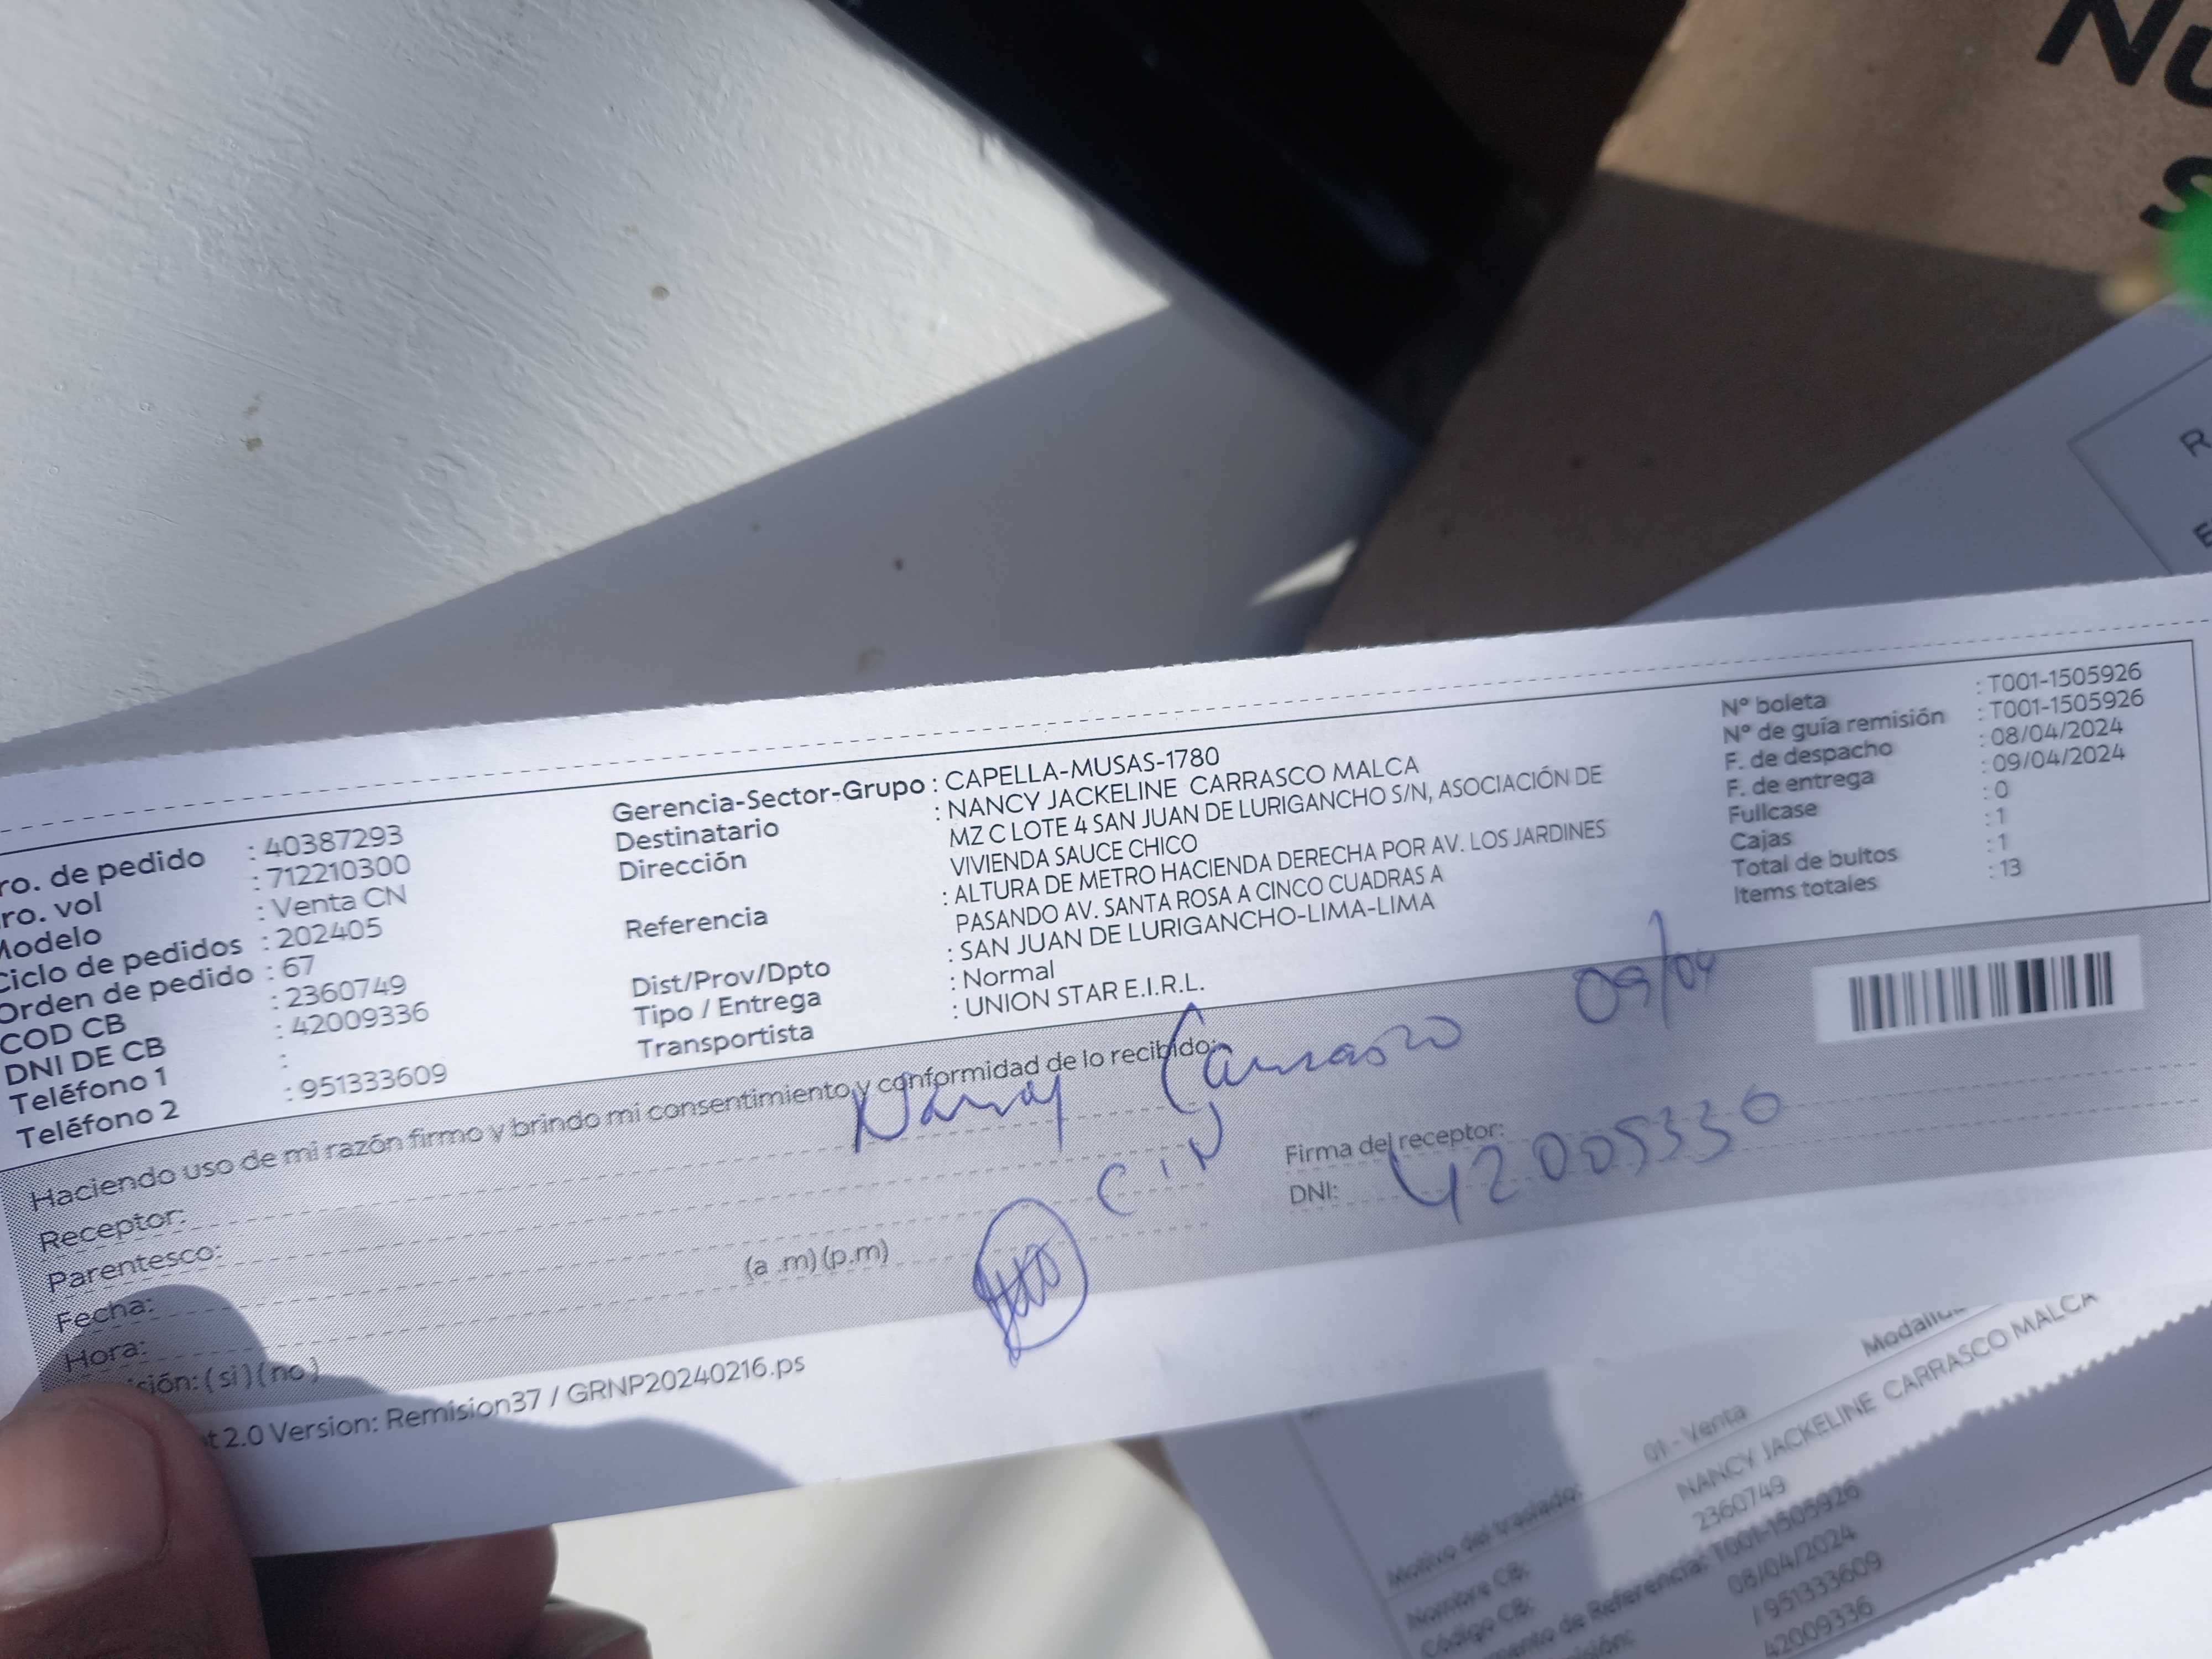 Nu
S
R
E
ro. de pedido : 40387293
ro. vol : 712210300
Modelo : Venta CN
Ciclo de pedidos : 202405
Orden de pedido : 67
COD CB : 2360749
DNI DE CB : 42009336
Teléfono 1 :
Teléfono 2 : 951333609
Gerencia-Sector-Grupo : CAPELLA-MUSAS-1780
Destinatario : NANCY JACKELINE CARRASCO MALCA
Dirección MZ C LOTE 4 SAN JUAN DE LURIGANCHO S/N, ASOCIACIÓN DE
VIVIENDA SAUCE CHICO
Referencia : ALTURA DE METRO HACIENDA DERECHA POR AV. LOS JARDINES
PASANDO AV. SANTA ROSA A CINCO CUADRAS A
Dist/Prov/Dpto : SAN JUAN DE LURIGANCHO-LIMA-LIMA
Tipo / Entrega : Normal
Transportista : UNION STAR E.I.R.L.
Nº boleta : T001-1505926
Nº de guía remisión : T001-1505926
F. de despacho : 08/04/2024
F. de entrega : 09/04/2024
Fullcase : 0
Cajas : 1
Total de bultos : 1
Items totales : 13
Haciendo uso de mi razón firmo y brindo mi consentimiento y conformidad de lo recibido:
Nancy Carrasco 09/04
Receptor:
Parentesco:
Fecha:
Hora: (a .m) (p.m)
sión: ( si ) ( no )
C.N
Firma del receptor:
DNI: 42009336
t 2.0 Version: Remision37 / GRNP20240216.ps
Modalid
Motivo del traslado: 01 - Venta
Nombre CB: NANCY JACKELINE CARRASCO MALCA
Código CB: 2360749
mento de Referencia: T001-1505926
misión: 08/04/2024
/ 951333609
42009336